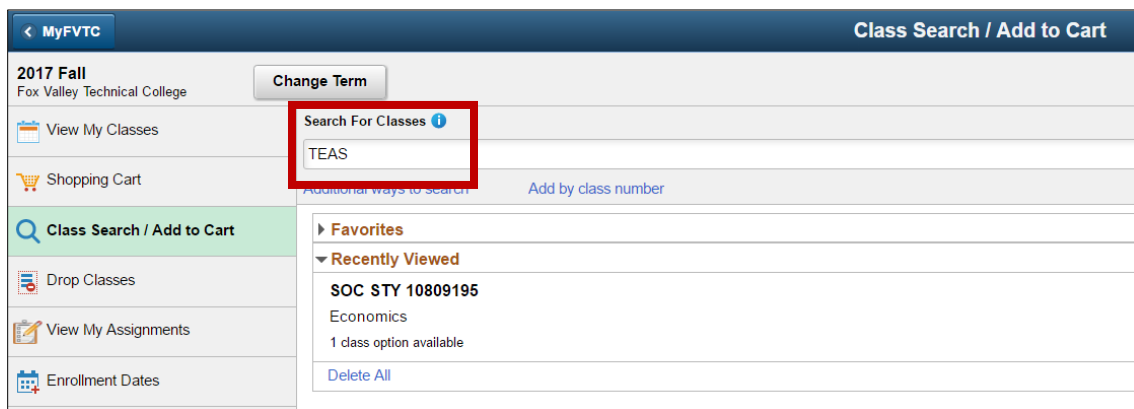 MyFVTC
Class Search / Add to Cart
2017 Fall
Fox Valley Technical College
Change Term
View My Classes
Shopping Cart
Class Search / Add to Cart
Drop Classes
View My Assignments
Enrollment Dates
Search For Classes
TEAS
Additional ways to search
Add by class number
Favorites
Recently Viewed
SOC STY 10809195
Economics
1 class option available
Delete All